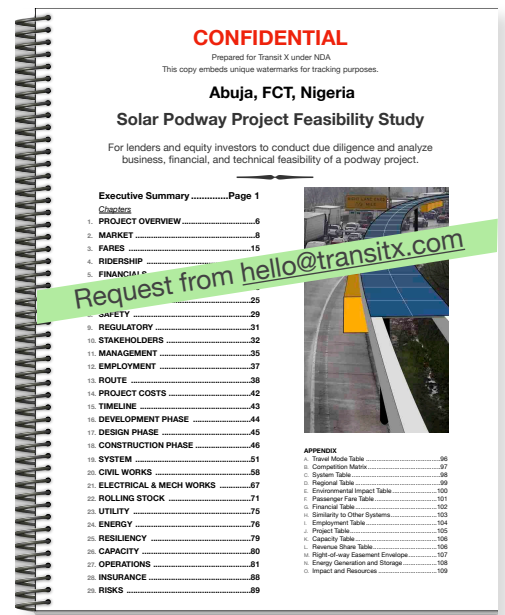 CONFIDENTIAL
Prepared for Transit X under NDA
This copy embeds unique watermarks for tracking purposes.
Abuja, FCT, Nigeria
Solar Podway Project Feasibility Study
For lenders and equity investors to conduct due diligence and analyze
business, financial, and technical feasibility of a podway project.
Executive Summary..............Page 1
Chapters
1. PROJECT OVERVIEW..................................6
2. MARKET ..................................................8
3. FARES ..................................................15
4. RIDERSHIP
5. FINANCIALS
Request from hello@transitx.com
25
8. SAFETY ..................................................29
9. REGULATORY ..........................................31
10. STAKEHOLDERS ......................................32
11. MANAGEMENT ........................................35
12. EMPLOYMENT ........................................37
13. ROUTE ..................................................38
14. PROJECT COSTS ....................................42
15. TIMELINE ..............................................43
16. DEVELOPMENT PHASE ............................44
17. DESIGN PHASE ......................................45
18. CONSTRUCTION PHASE ..........................46
19. SYSTEM ................................................51
20. CIVIL WORKS ........................................58
21. ELECTRICAL & MECH WORKS ..................67
22. ROLLING STOCK ....................................71
23. UTILITY ................................................75
24. ENERGY ................................................76
25. RESILIENCY ..........................................79
26. CAPACITY ............................................80
27. OPERATIONS ........................................81
28. INSURANCE ..........................................88
29. RISKS ..................................................89
APPENDIX
A. Travel Mode Table ..................................96
B. Competition Matrix..................................97
C. System Table ........................................98
D. Regional Table ......................................99
E. Environmental Impact Table ....................100
F. Passenger Fare Table ............................101
G. Financial Table ....................................102
H. Similarity to Other Systems....................103
I. Employment Table ................................104
J. Project Table ......................................105
K. Capacity Table ....................................106
L. Revenue Share Table............................106
M. Right-of-way Easement Envelope............107
N. Energy Generation and Storage..............108
O. Impact and Resources ..........................109